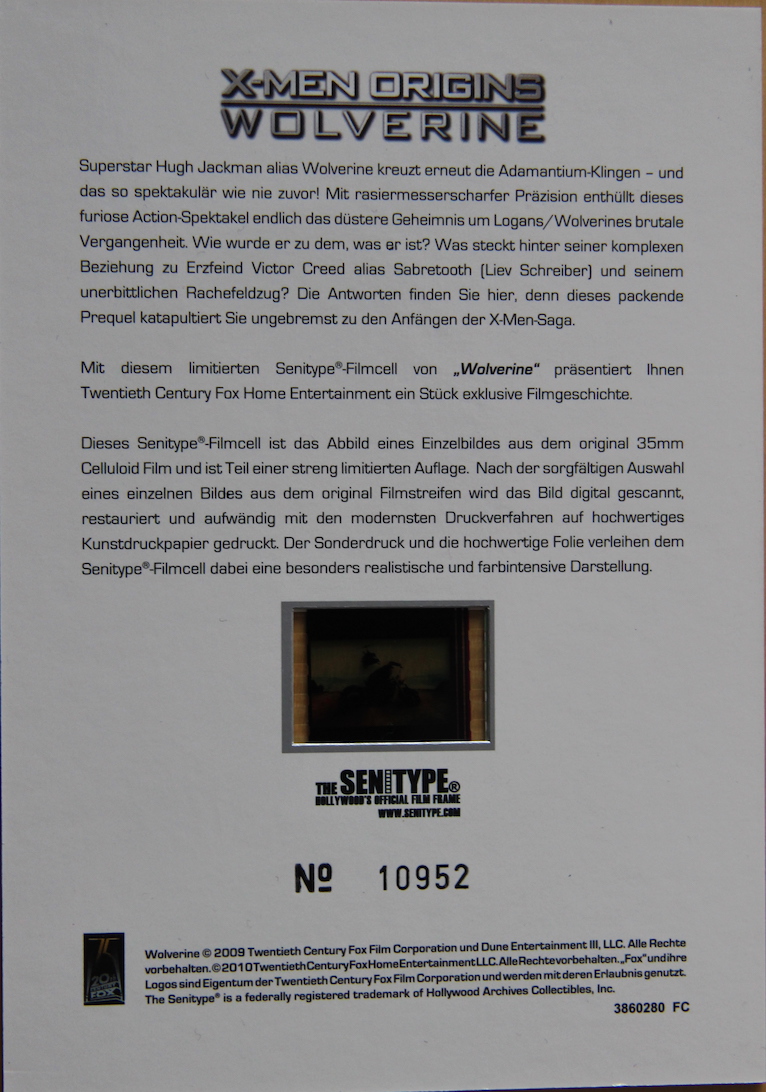 X-MEN ORIGINS
WOLVERINE
Superstar Hugh Jackman alias Wolverine kreuzt erneut die Adamantium-Klingen – und
das so spektakulär wie nie zuvor! Mit rasiermesserscharfer Präzision enthüllt dieses
furiose Action-Spektakel endlich das düstere Geheimnis um Logans/Wolverines brutale
Vergangenheit. Wie wurde er zu dem, was er ist? Was steckt hinter seiner komplexen
Beziehung zu Erzfeind Victor Creed alias Sabretooth (Liev Schreiber) und seinem
unerbittlichen Rachefeldzug? Die Antworten finden Sie hier, denn dieses packende
Prequel katapultiert Sie ungebremst zu den Anfängen der X-Men-Saga.
Mit diesem limitierten Senitype®-Filmcell von „Wolverine“ präsentiert Ihnen
Twentieth Century Fox Home Entertainment ein Stück exklusive Filmgeschichte.
Dieses Senitype®-Filmcell ist das Abbild eines Einzelbildes aus dem original 35mm
Celluloid Film und ist Teil einer streng limitierten Auflage. Nach der sorgfältigen Auswahl
eines einzelnen Bildes aus dem original Filmstreifen wird das Bild digital gescannt,
restauriert und aufwändig mit den modernsten Druckverfahren auf hochwertiges
Kunstdruckpapier gedruckt. Der Sonderdruck und die hochwertige Folie verleihen dem
Senitype®-Filmcell dabei eine besonders realistische und farbintensive Darstellung.
THE SENITYPE®
HOLLYWOOD'S OFFICIAL FILM FRAME
WWW.SENITYPE.COM
Nº 10952
20th
CENTURY
FOX
Wolverine © 2009 Twentieth Century Fox Film Corporation und Dune Entertainment III, LLC. Alle Rechte
vorbehalten. © 2010 Twentieth Century Fox Home Entertainment LLC. Alle Rechte vorbehalten. „Fox“ und ihre
Logos sind Eigentum der Twentieth Century Fox Film Corporation und werden mit deren Erlaubnis genutzt.
The Senitype® is a federally registered trademark of Hollywood Archives Collectibles, Inc.
3860280 FC